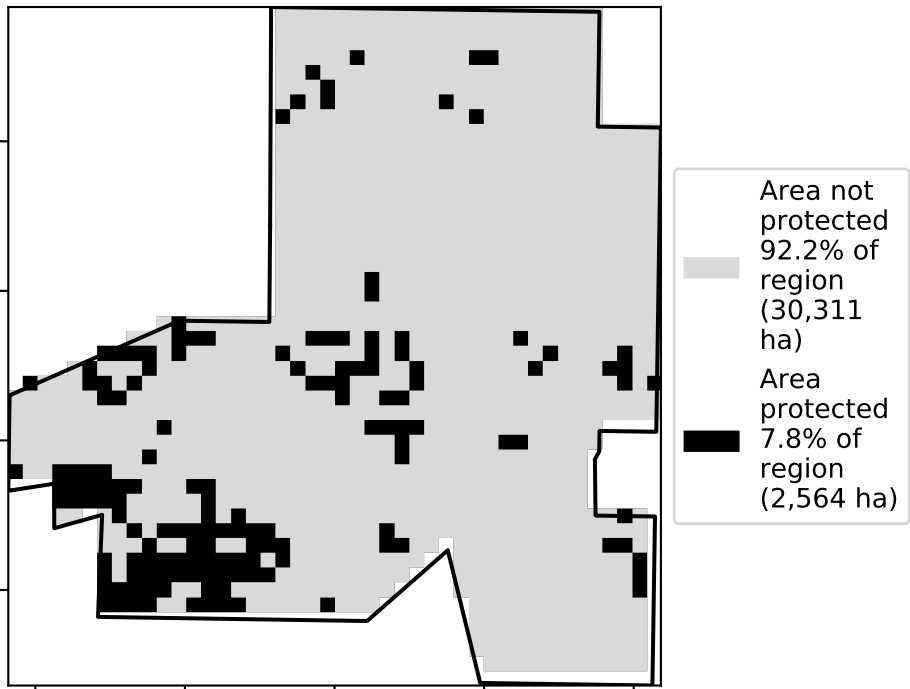 Area not
protected
92.2% of
region
(30,311
ha)
Area
protected
7.8% of
region
(2,564 ha)